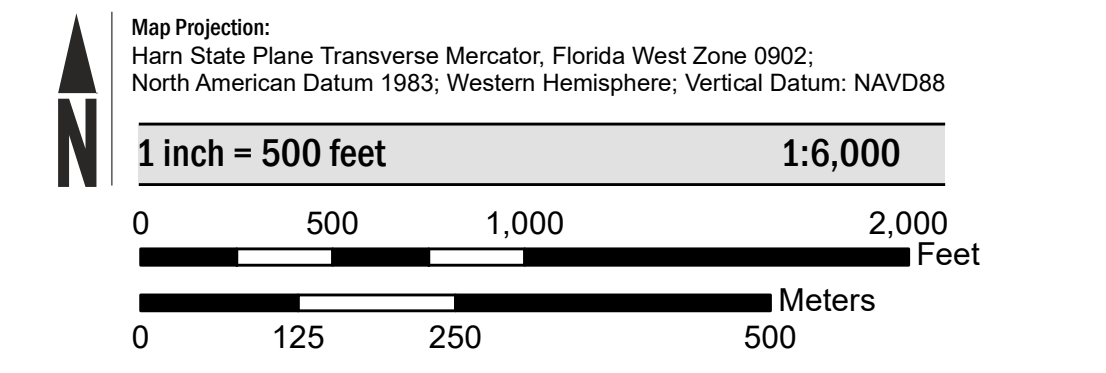 N
Map Projection:
Harn State Plane Transverse Mercator, Florida West Zone 0902;
North American Datum 1983; Western Hemisphere; Vertical Datum: NAVD88
1 inch = 500 feet 1:6,000
0 500 1,000 2,000
Feet
Meters
0 125 250 500